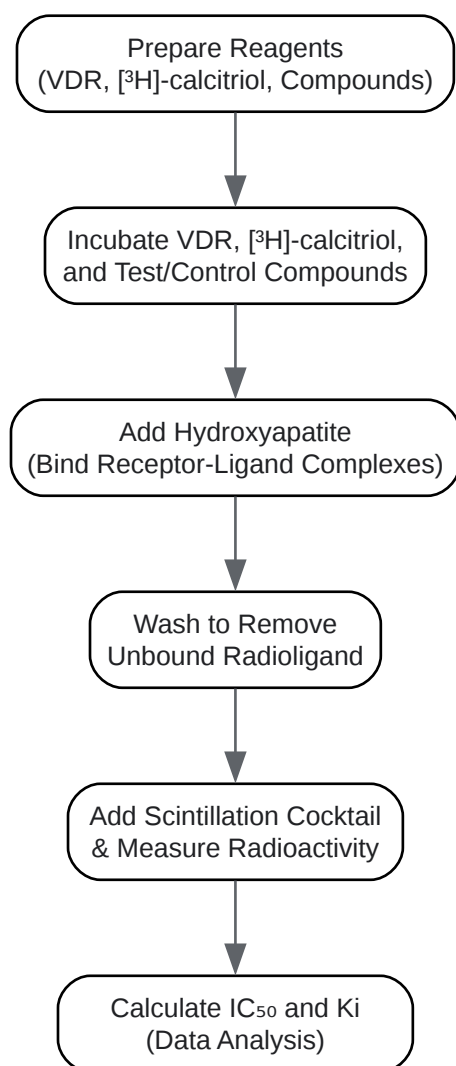 Prepare Reagents
(VDR, [³H]-calcitriol, Compounds)
Incubate VDR, [³H]-calcitriol,
and Test/Control Compounds
Add Hydroxyapatite
(Bind Receptor-Ligand Complexes)
Wash to Remove
Unbound Radioligand
Add Scintillation Cocktail
& Measure Radioactivity
Calculate IC₅₀ and Ki
(Data Analysis)